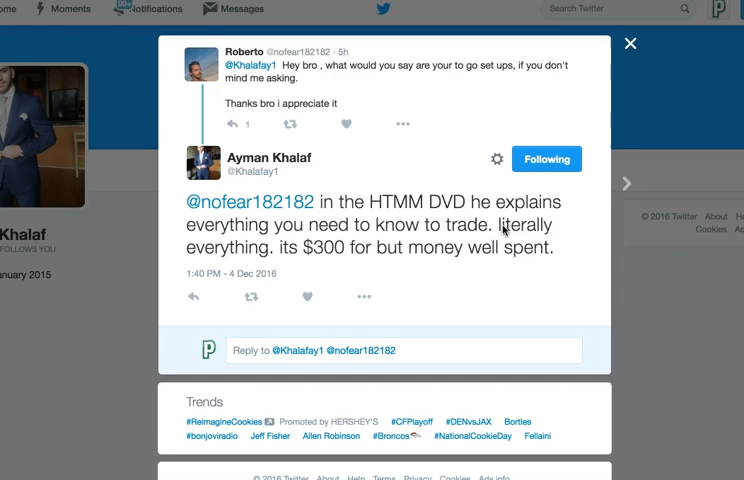 ome Moments 99+ Notifications Messages Search Twitter
Roberto @nofear182182 · 5h
@Khalafay1 Hey bro , what would you say are your to go set ups, if you don't
mind me asking.
Thanks bro i appreciate it
1
Ayman Khalaf
@Khalafay1
Following
@nofear182182 in the HTMM DVD he explains
everything you need to know to trade. literally
everything. its $300 for but money well spent.
1:40 PM - 4 Dec 2016
Reply to @Khalafay1 @nofear182182
Khalaf
FOLLOWS YOU
anuary 2015
© 2016 Twitter About He
Cookies Ad
Trends
#ReimagineCookies Promoted by HERSHEY'S #CFPlayoff #DENvsJAX Bortles
#bonjoviradio Jeff Fisher Allen Robinson #Broncos #NationalCookieDay Fellaini
© 2016 Twitter About Help Terms Privacy Cookies Ads info